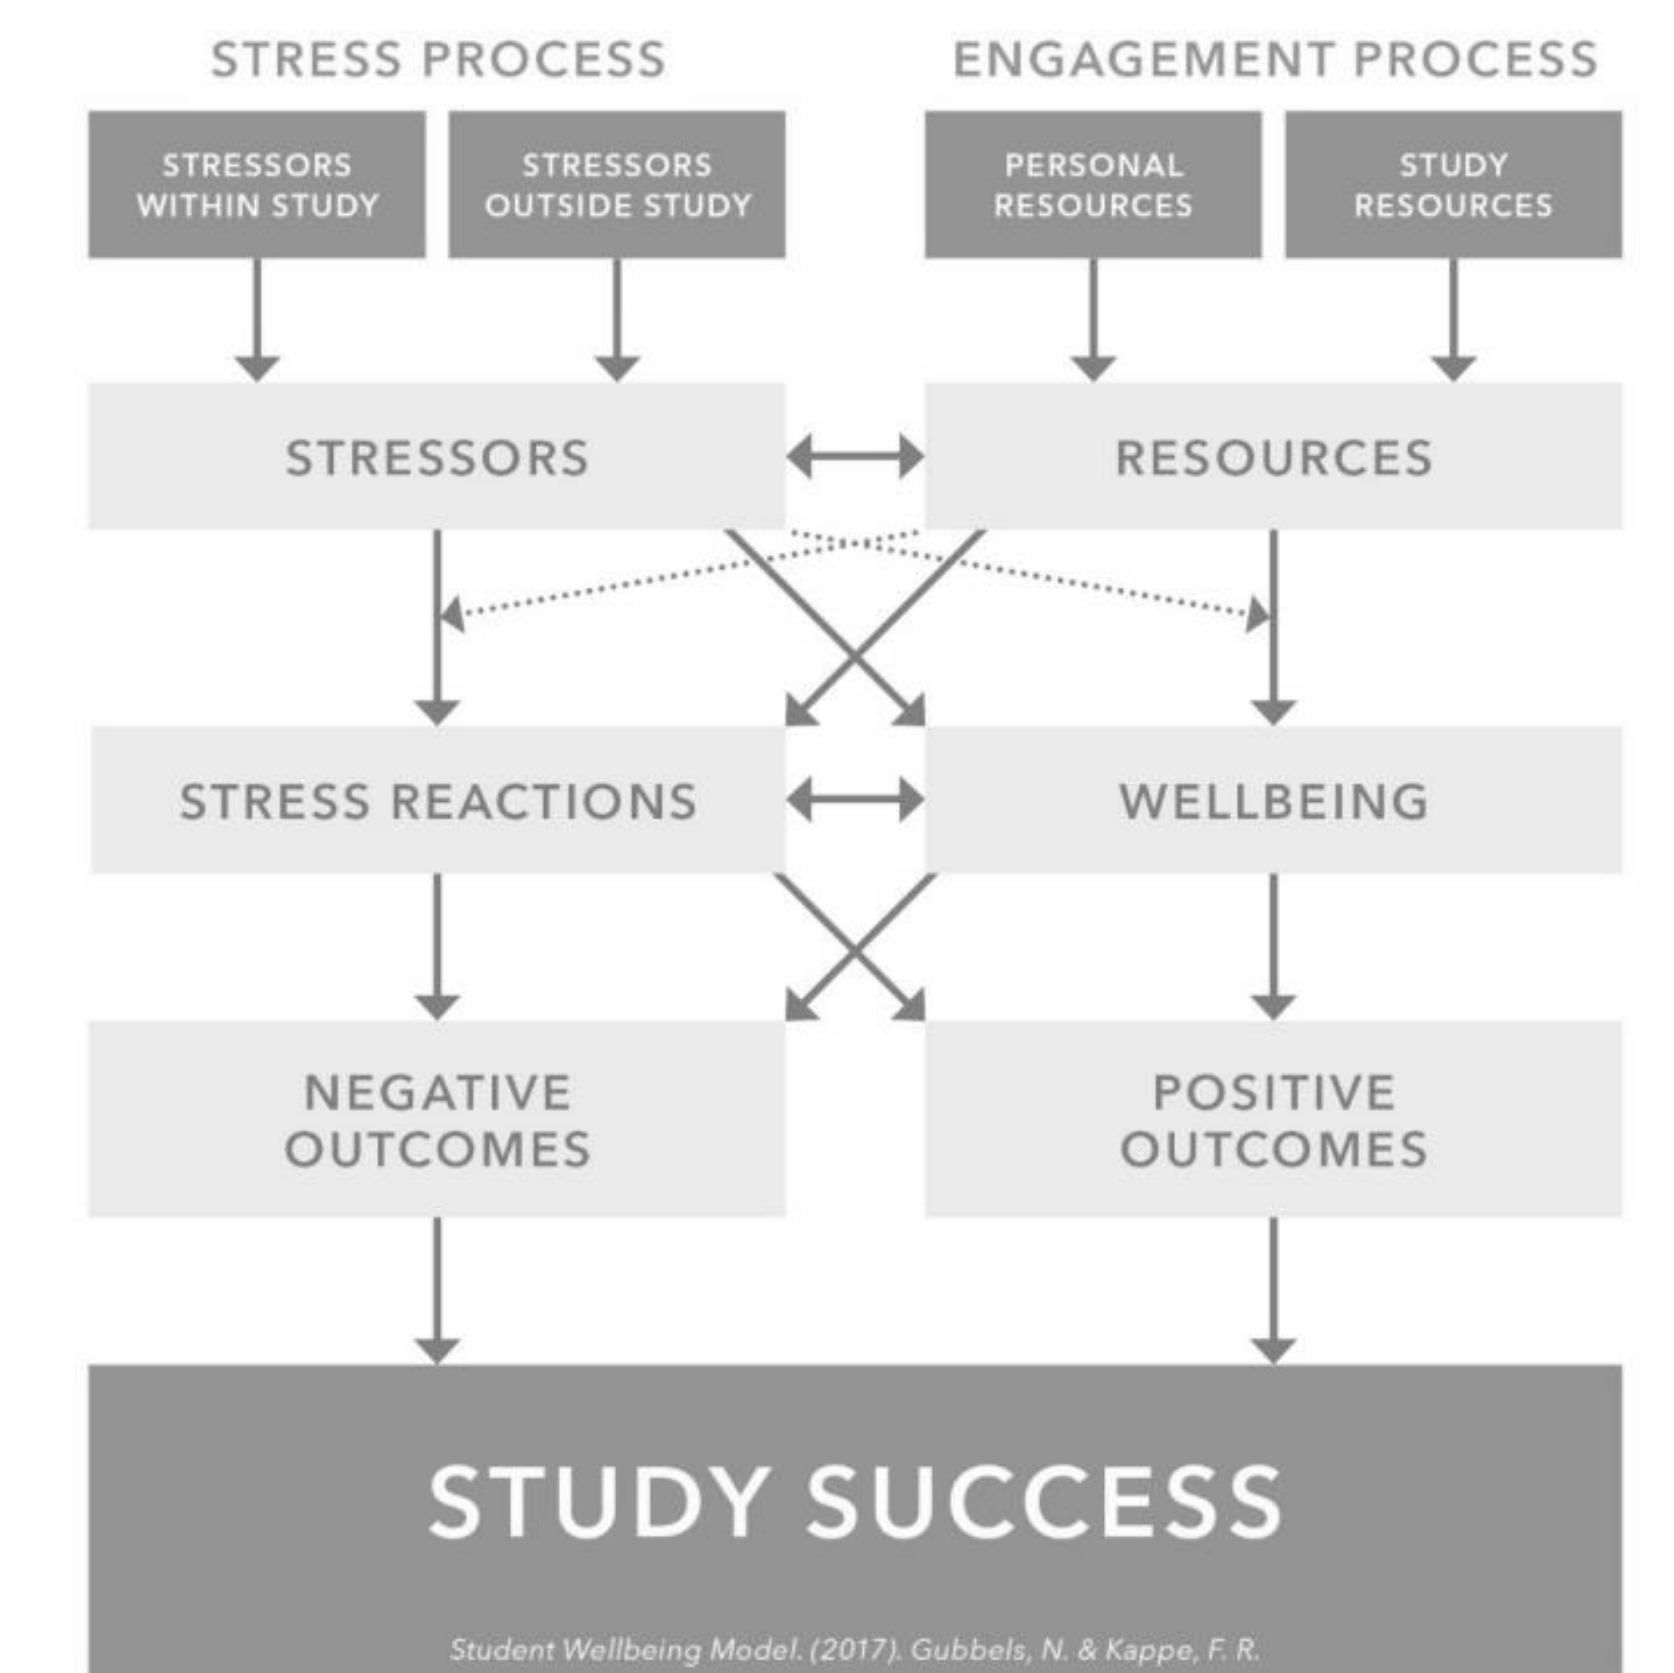 STRESS PROCESS
ENGAGEMENT PROCESS
STRESSORS
WITHIN STUDY
STRESSORS
OUTSIDE STUDY
PERSONAL
RESOURCES
STUDY
RESOURCES
STRESSORS
RESOURCES
STRESS REACTIONS
WELLBEING
NEGATIVE
OUTCOMES
POSITIVE
OUTCOMES
STUDY SUCCESS
Student Wellbeing Model. (2017). Gubbels, N. & Kappe, F. R.